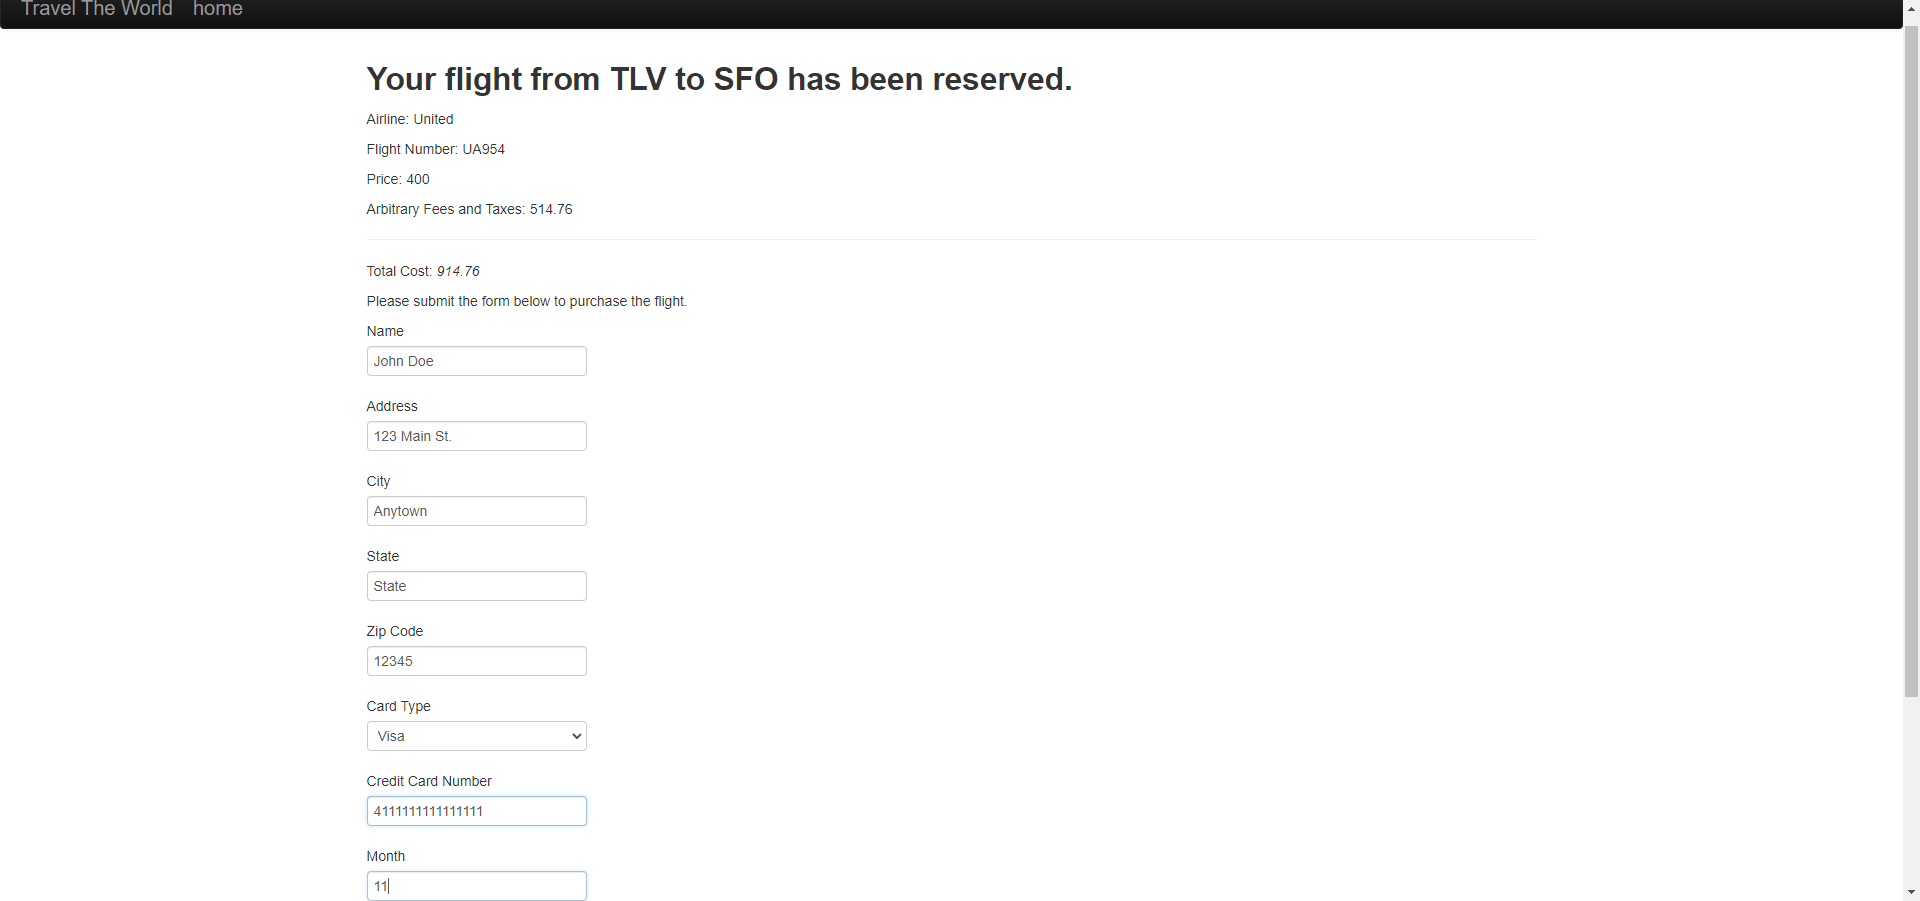 Travel The World home
Your flight from TLV to SFO has been reserved.
Airline: United
Flight Number: UA954
Price: 400
Arbitrary Fees and Taxes: 514.76
Total Cost: 914.76
Please submit the form below to purchase the flight.
Name
John Doe
Address
123 Main St.
City
Anytown
State
State
Zip Code
12345
Card Type
Visa
Credit Card Number
4111111111111111
Month
11